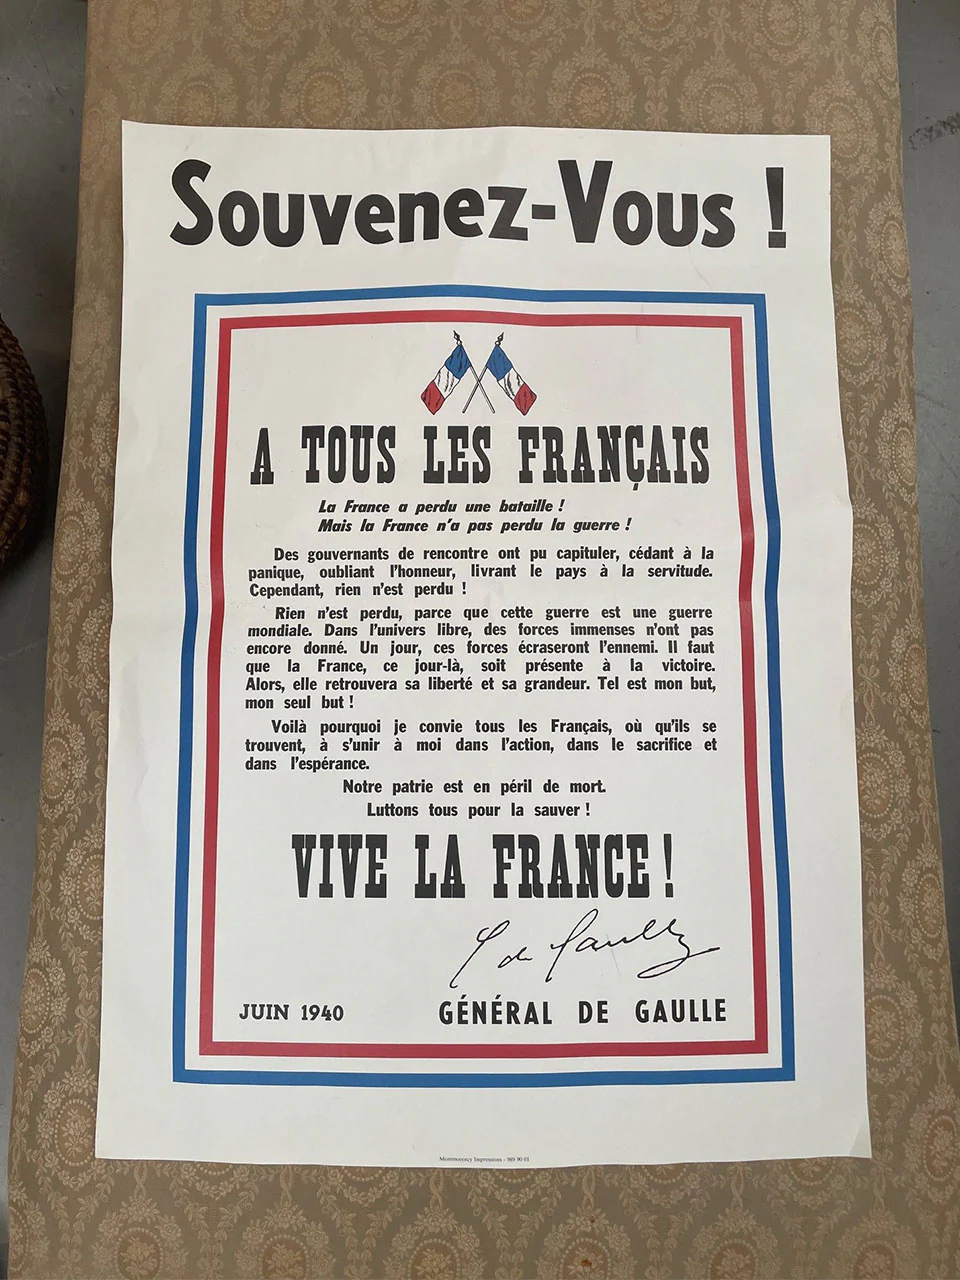 Souvenez-Vous !
A TOUS LES FRANÇAIS
La France a perdu une bataille !
Mais la France n'a pas perdu la guerre !
Des gouvernants de rencontre ont pu capituler, cédant à la
panique, oubliant l'honneur, livrant le pays à la servitude.
Cependant, rien n'est perdu !
Rien n'est perdu, parce que cette guerre est une guerre
mondiale. Dans l'univers libre, des forces immenses n'ont pas
encore donné. Un jour, ces forces écraseront l'ennemi. Il faut
que la France, ce jour-là, soit présente à la victoire.
Alors, elle retrouvera sa liberté et sa grandeur. Tel est mon but,
mon seul but !
Voilà pourquoi je convie tous les Français, où qu'ils se
trouvent, à s'unir à moi dans l'action, dans le sacrifice et
dans l'espérance.
Notre patrie est en péril de mort.
Luttons tous pour la sauver !
VIVE LA FRANCE !
C de Gaulle
JUIN 1940
GÉNÉRAL DE GAULLE
Montmorency Impressions - 989 90 03